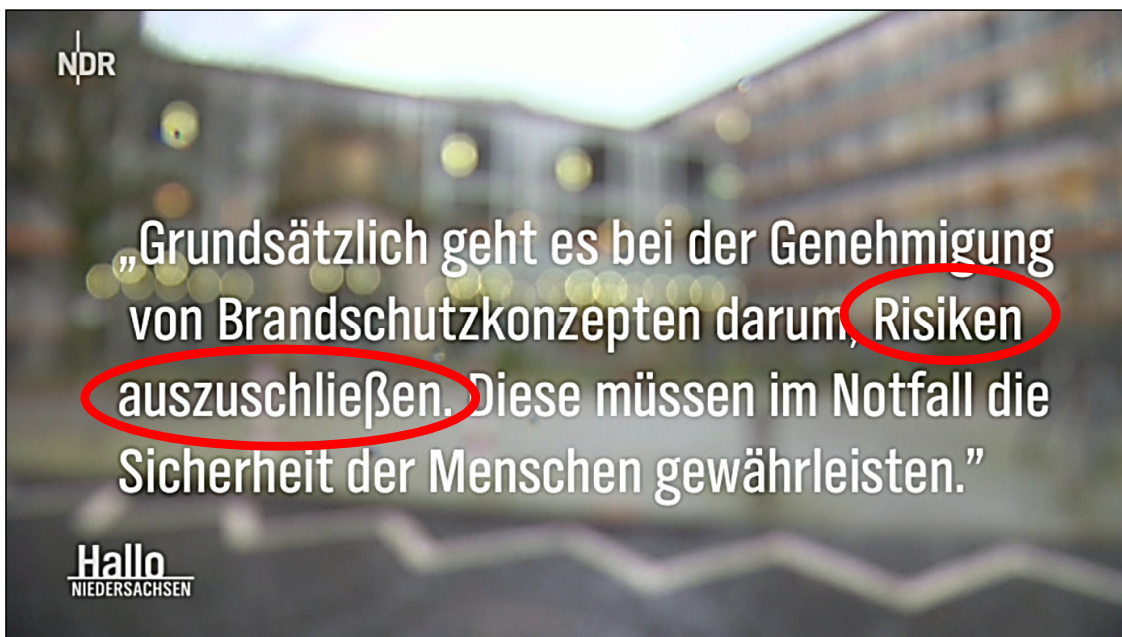 NDR
„Grundsätzlich geht es bei der Genehmigung
von Brandschutzkonzepten darum, Risiken
auszuschließen. Diese müssen im Notfall die
Sicherheit der Menschen gewährleisten.”
Hallo
NIEDERSACHSEN